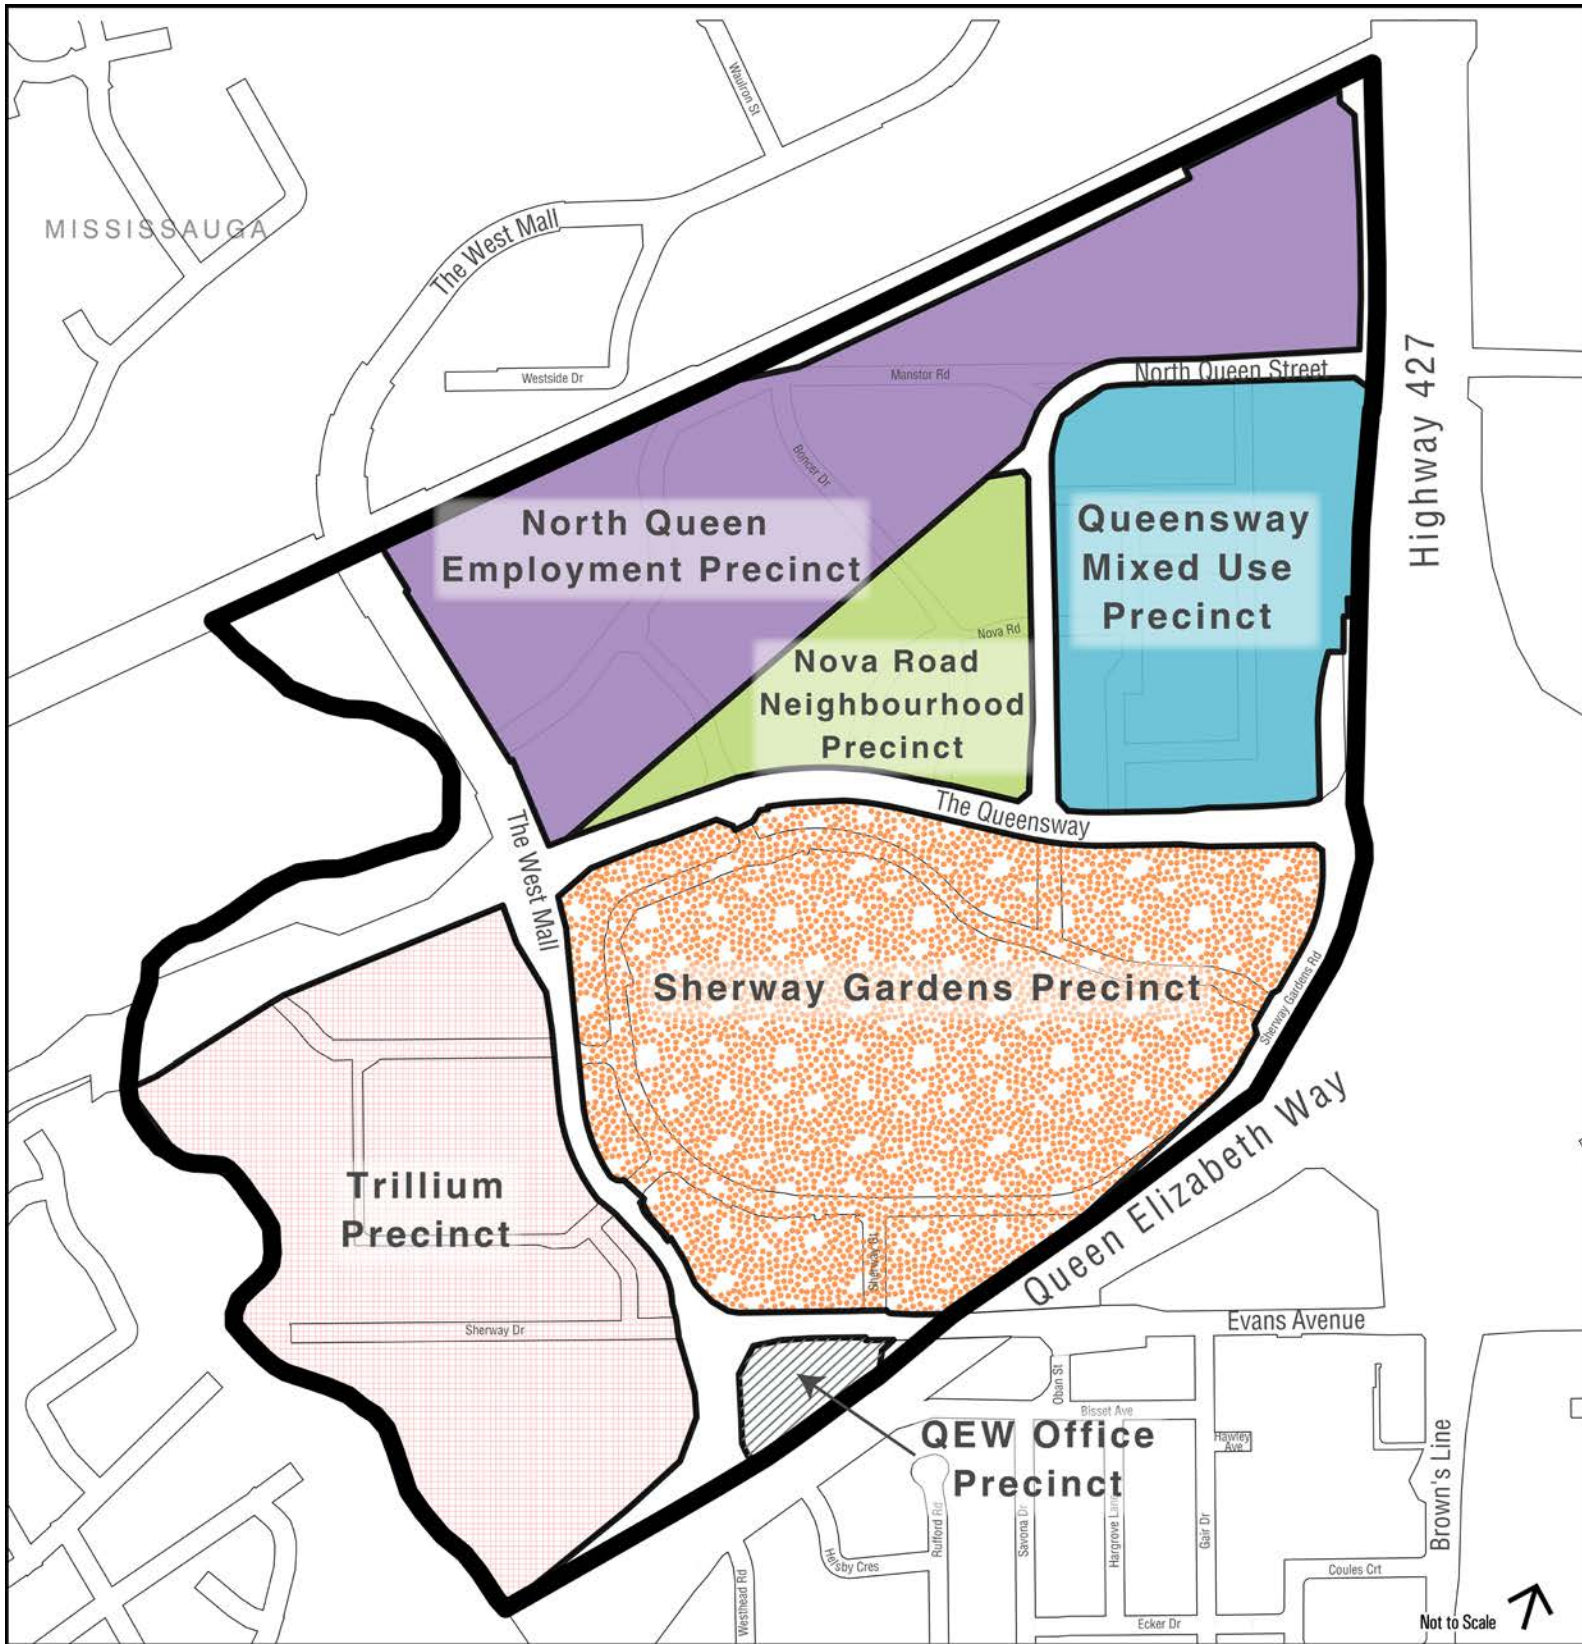 Waulron St
MISSISSAUGA
The West Mall
Westside Dr
Manstor Rd
North Queen Street
Highway 427
Boncer Dr
North Queen
Employment Precinct
Queensway
Mixed Use
Precinct
Nova Rd
Nova Road
Neighbourhood
Precinct
The Queensway
The West Mall
Sherway Gardens Precinct
Sherway Gardens Rd
Queen Elizabeth Way
Trillium
Precinct
Sherway St
Sherway Dr
Evans Avenue
Oban St
Bisset Ave
QEW Office
Precinct
Hawley
Ave
Brown's Line
Rufford Rd
Savona Dr
Hargrove Lane
Gair Dr
Helsby Cres
Westhead Rd
Coules Crt
Ecker Dr
Not to Scale